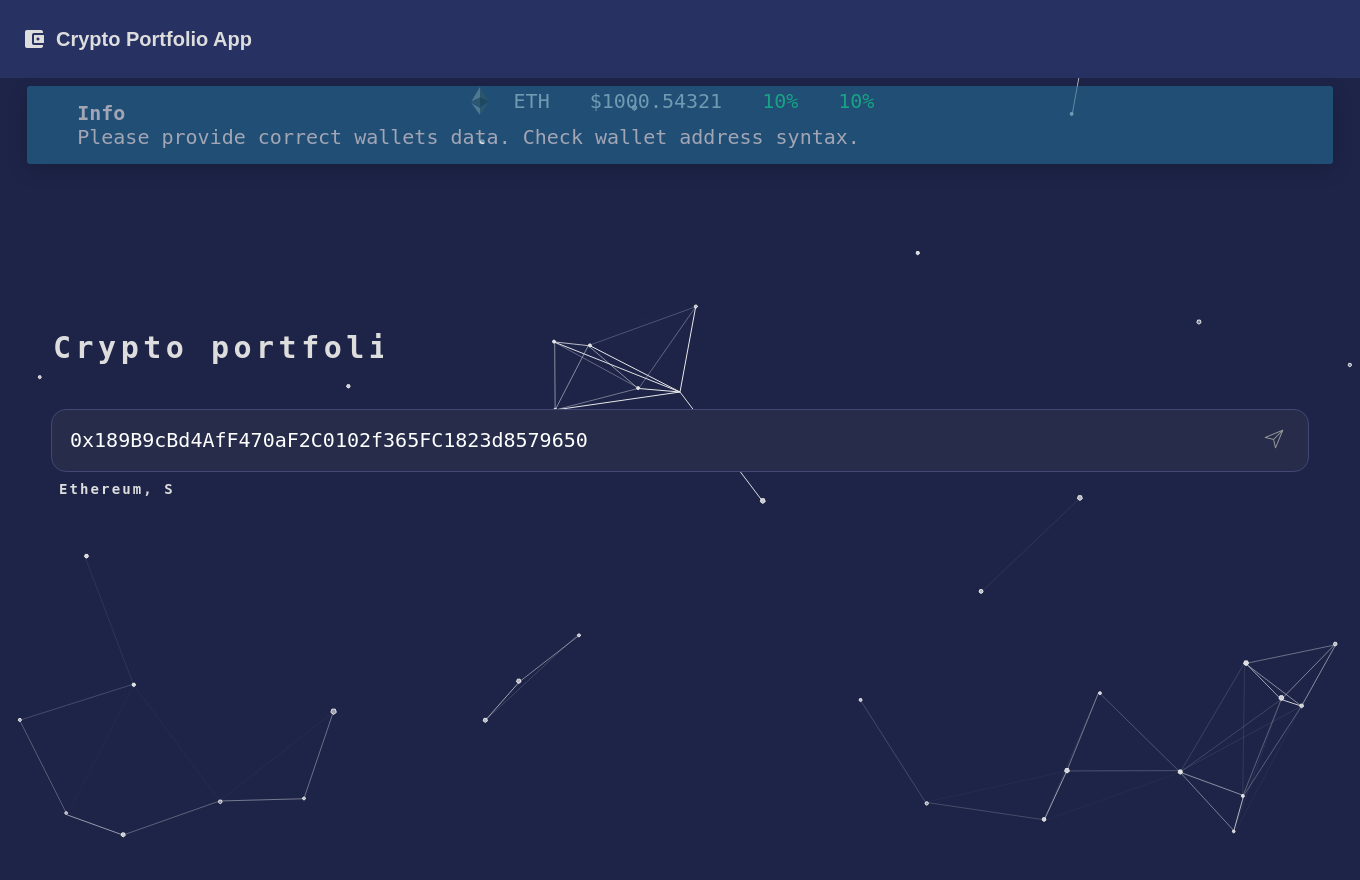 Crypto Portfolio App
ETH $1000.54321 10% 10%
Info
Please provide correct wallets data. Check wallet address syntax.
Crypto portfoli
0x189B9cBd4AfF470aF2C0102f365FC1823d8579650
Ethereum, S